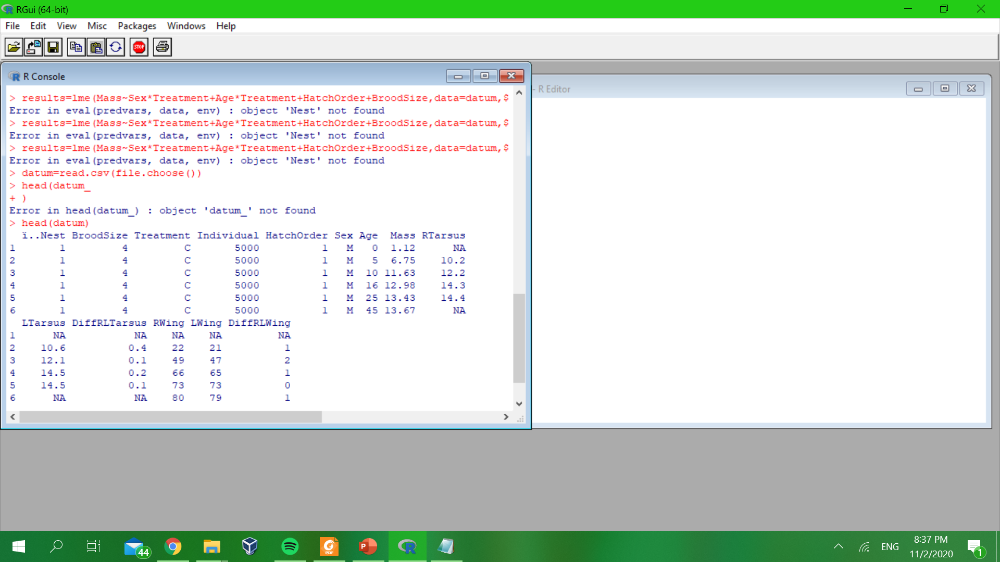 RGui (64-bit)
File Edit View Misc Packages Windows Help
STOP
R Console
- R Editor
> results=lme(Mass~Sex*Treatment+Age*Treatment+HatchOrder+BroodSize,data=datum,$
Error in eval(predvars, data, env) : object 'Nest' not found
> results=lme(Mass~Sex*Treatment+Age*Treatment+HatchOrder+BroodSize,data=datum,$
Error in eval(predvars, data, env) : object 'Nest' not found
> results=lme(Mass~Sex*Treatment+Age*Treatment+HatchOrder+BroodSize,data=datum,$
Error in eval(predvars, data, env) : object 'Nest' not found
> datum=read.csv(file.choose())
> head(datum_
+ )
Error in head(datum_) : object 'datum_' not found
> head(datum)
ï..Nest BroodSize Treatment Individual HatchOrder Sex Age Mass RTarsus
1 1 4 C 5000 1 M 0 1.12 NA
2 1 4 C 5000 1 M 5 6.75 10.2
3 1 4 C 5000 1 M 10 11.63 12.2
4 1 4 C 5000 1 M 16 12.98 14.3
5 1 4 C 5000 1 M 25 13.43 14.4
6 1 4 C 5000 1 M 45 13.67 NA
LTarsus DiffRLTarsus RWing LWing DiffRLWing
1 NA NA NA NA NA
2 10.6 0.4 22 21 1
3 12.1 0.1 49 47 2
4 14.5 0.2 66 65 1
5 14.5 0.1 73 73 0
6 NA NA 80 79 1
44
PDF
P
R
ENG
8:37 PM
11/2/2020
1